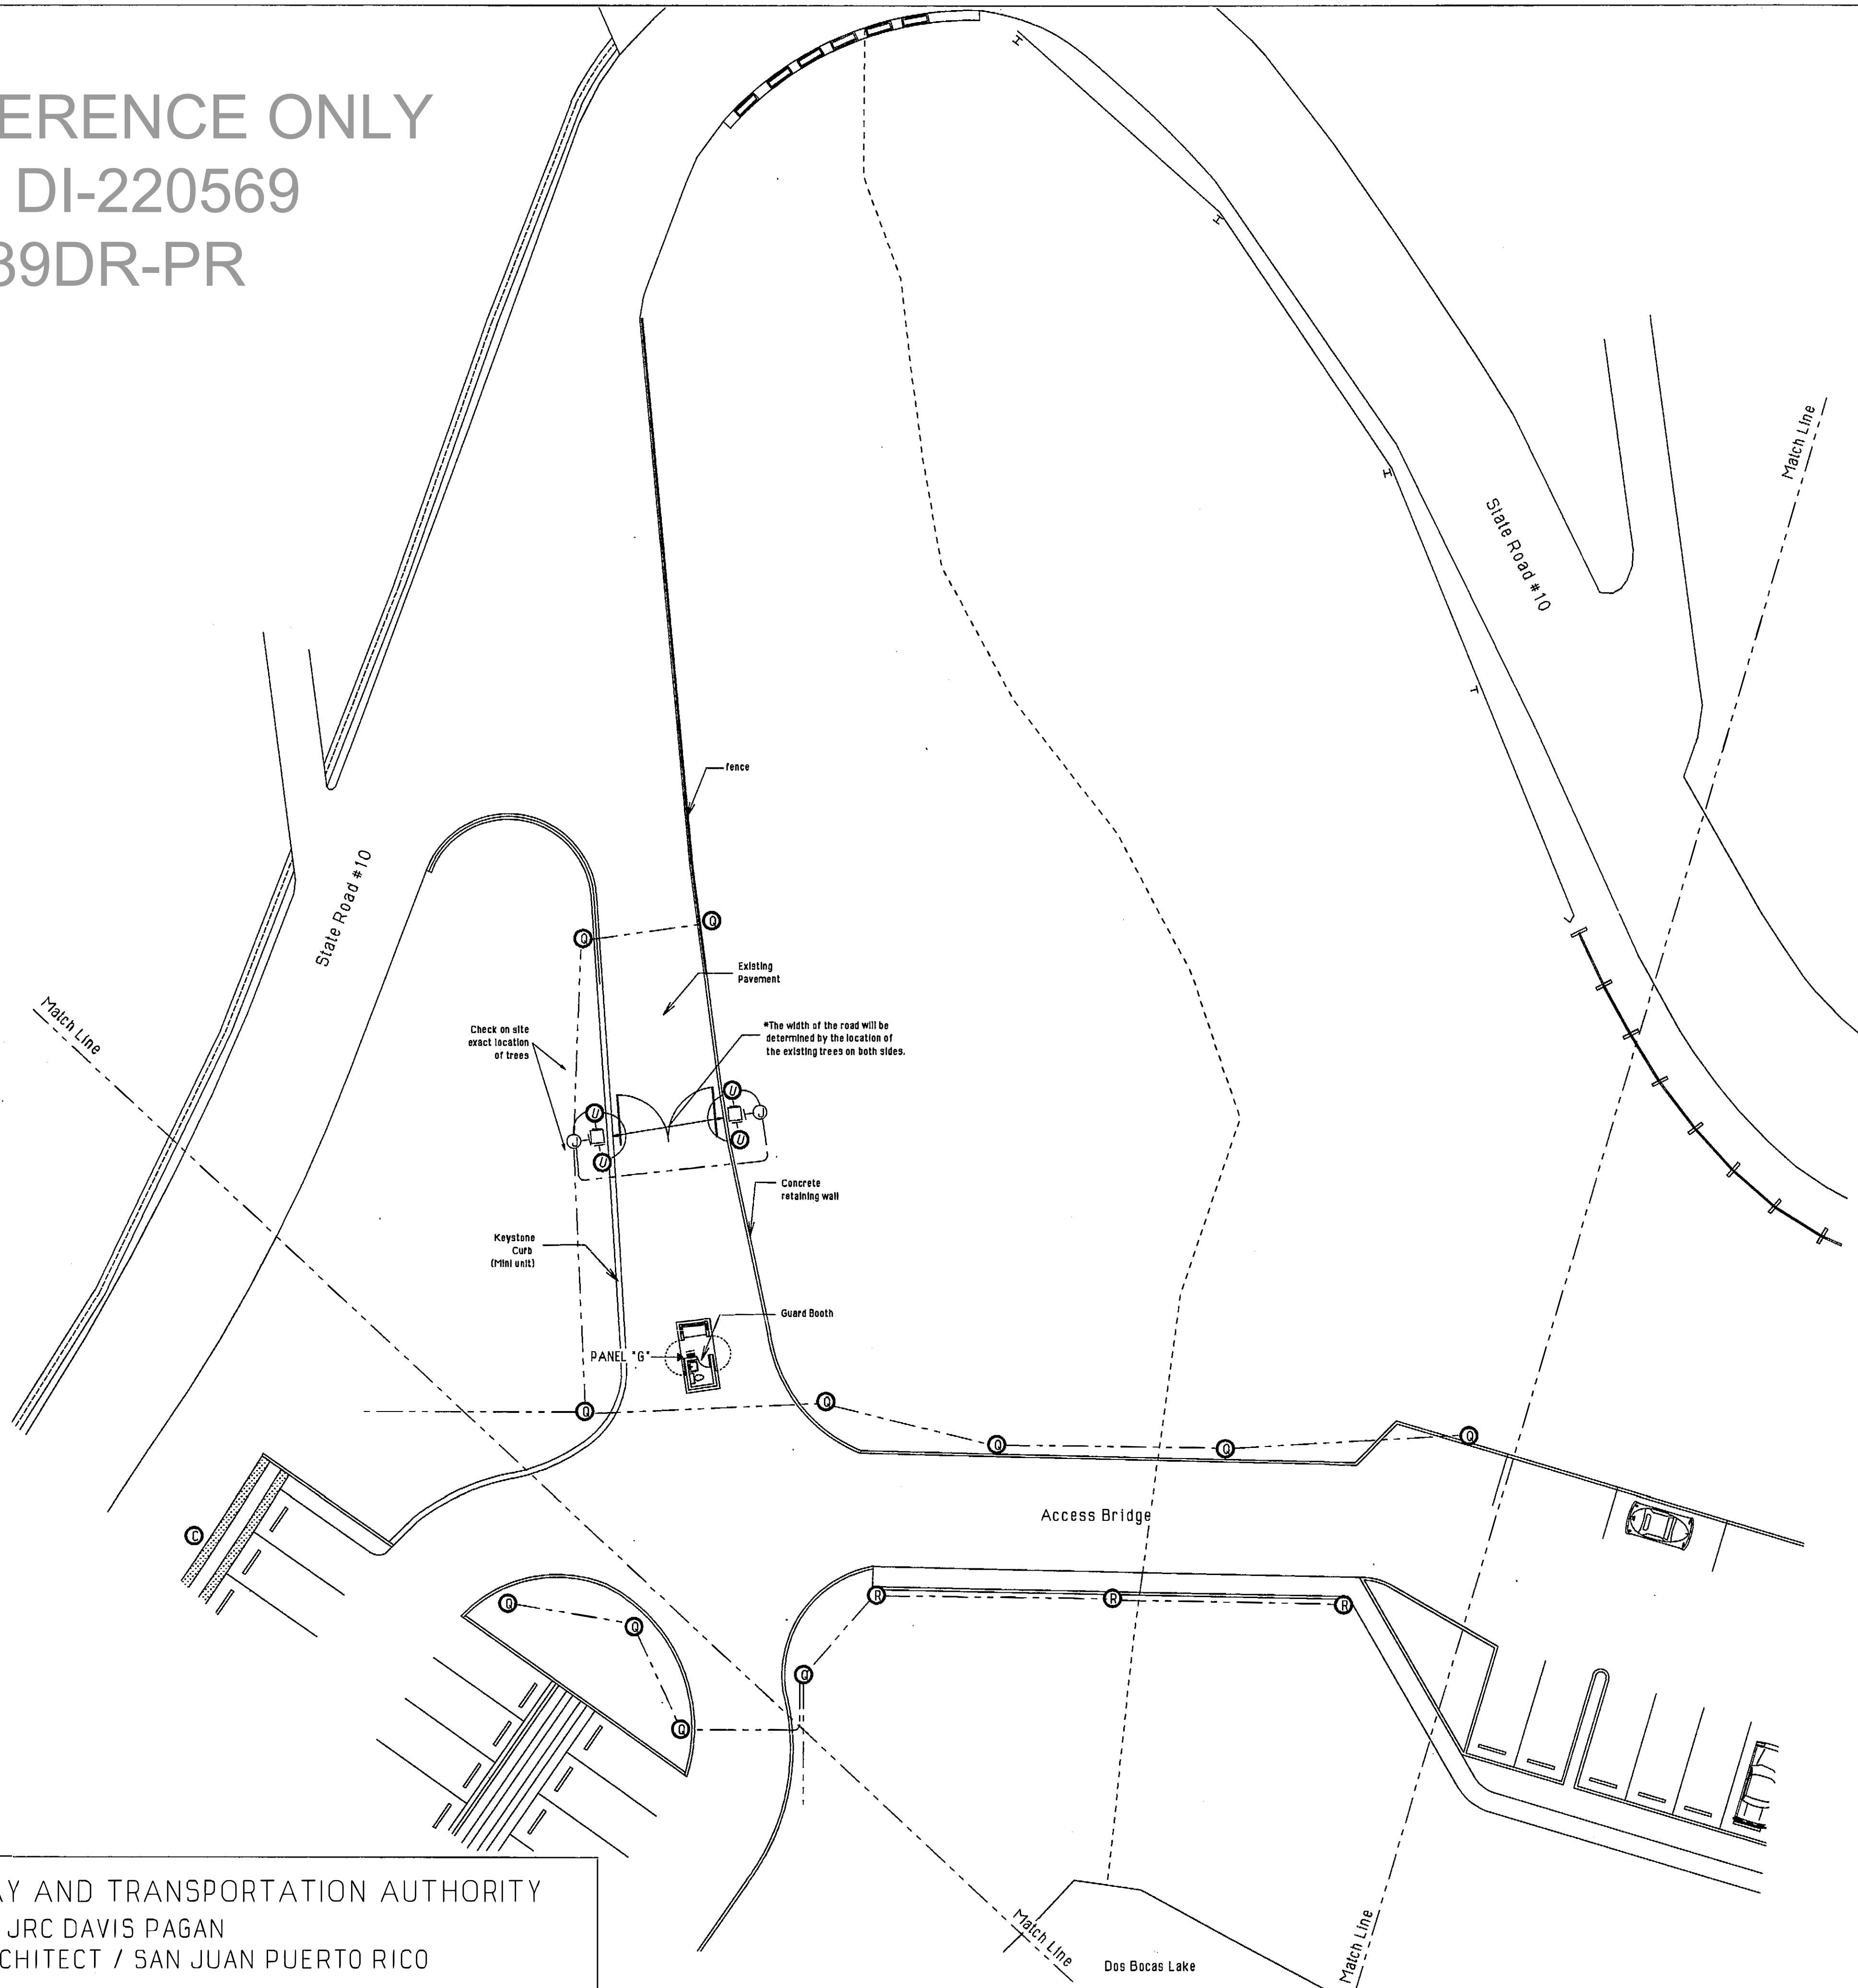 ERENCE ONLY
DI-220569
39DR-PR
Match Line
State Road #10
fence
State Road #10
Q
Q
Existing
Pavement
Match Line
Check on site
exact location
of trees
*The width of the road will be
determined by the location of
the existing trees on both sides.
U
U
J
J
U
U
Concrete
retaining wall
Keystone
Curb
(Mini unit)
Guard Booth
PANEL "G"
Q
Q
Q
Q
Q
Access Bridge
C
Q
Q
R
R
R
Q
Q
AY AND TRANSPORTATION AUTHORITY
JRC DAVIS PAGAN
CHITECT / SAN JUAN PUERTO RICO
Match Line
Dos Bocas Lake
Match Line